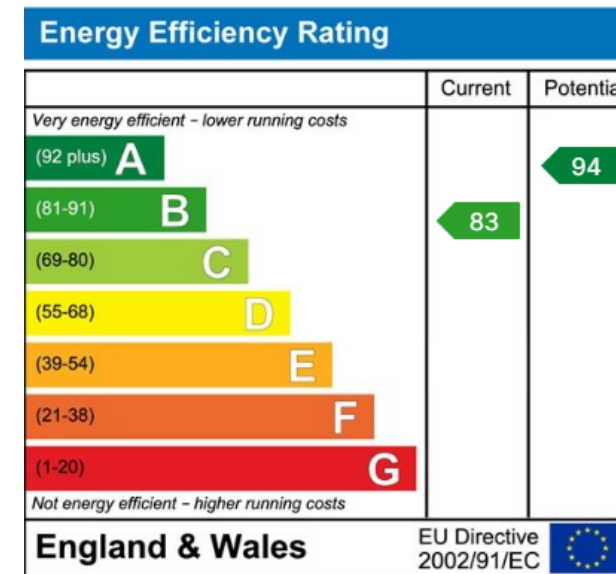 Energy Efficiency Rating
Current Potentia
Very energy efficient – lower running costs
(92 plus) A
94
(81-91) B
83
(69-80) C
(55-68) D
(39-54) E
(21-38) F
(1-20) G
Not energy efficient – higher running costs
England & Wales
EU Directive
2002/91/EC